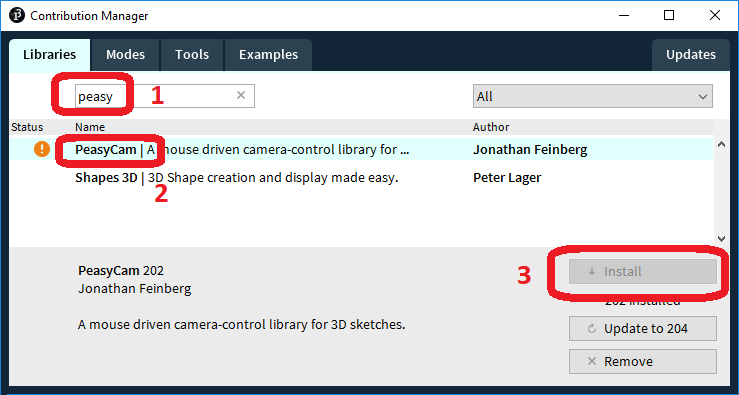 Contribution Manager
Libraries Modes Tools Examples Updates
peasy 1 All
Status Name Author
PeasyCam | A mouse driven camera-control library for ... Jonathan Feinberg
Shapes 3D | 3D Shape creation and display made easy. Peter Lager
2
PeasyCam 202
3 Install
Jonathan Feinberg
202 installed
A mouse driven camera-control library for 3D sketches.
Update to 204
Remove